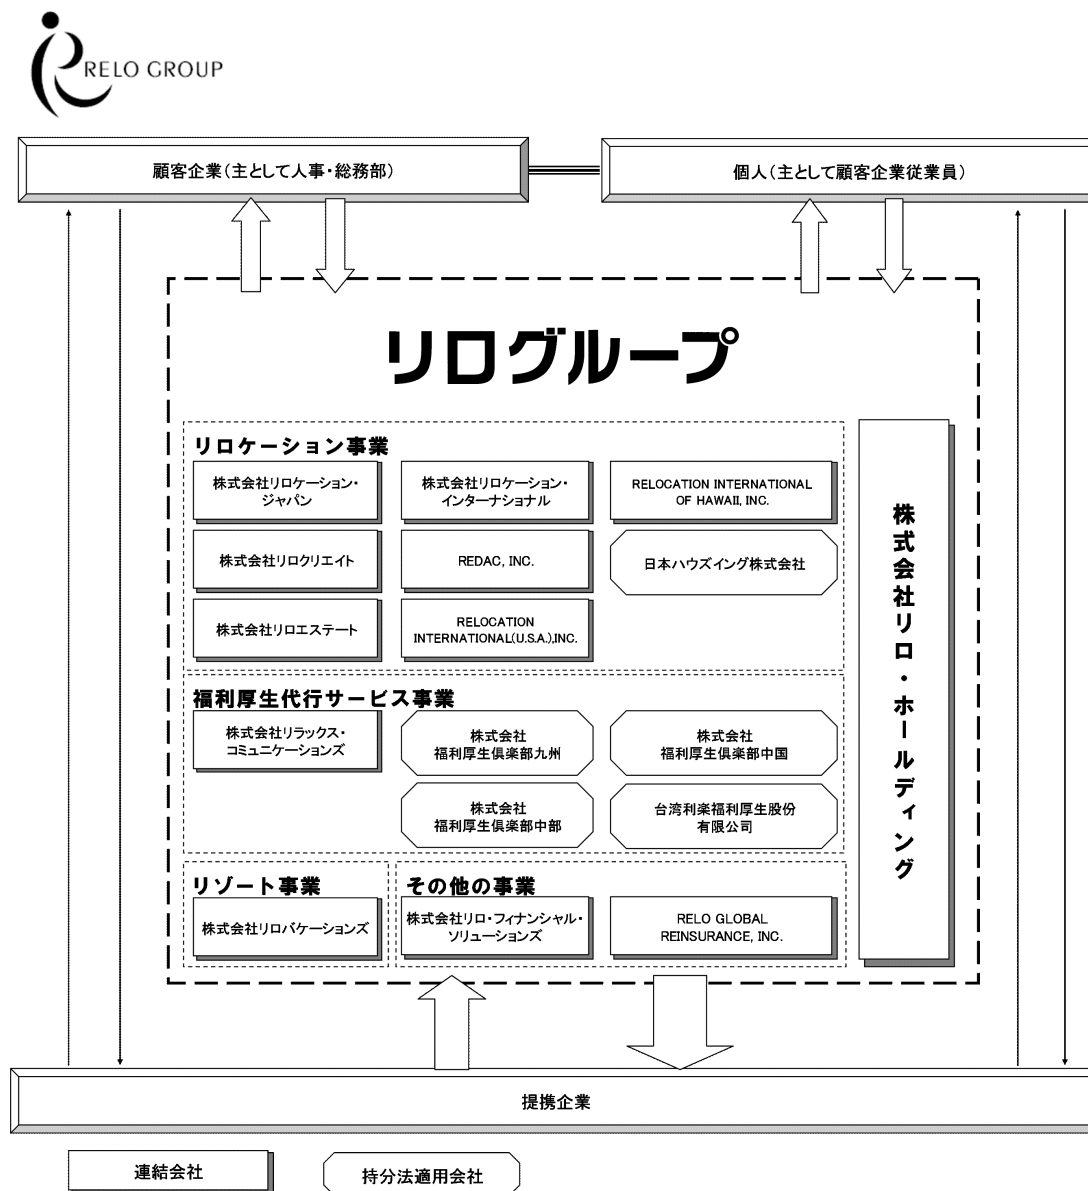 RELO GROUP
顧客企業(主として人事・総務部)
個人(主として顧客企業従業員)
リログループ
リロケーション事業
株式会社リロケーション・
ジャパン
株式会社リロケーション・
インターナショナル
RELOCATION INTERNATIONAL
OF HAWAII, INC.
株式会社リロクリエイト
REDAC, INC.
日本ハウズイング株式会社
株式会社リロエステート
RELOCATION
INTERNATIONAL(U.S.A.),INC.
福利厚生代行サービス事業
株式会社リラックス・
コミュニケーションズ
株式会社
福利厚生倶楽部九州
株式会社
福利厚生倶楽部中国
株式会社
福利厚生倶楽部中部
台湾利楽福利厚生股份
有限公司
リゾート事業
株式会社リロバケーションズ
その他の事業
株式会社リロ・フィナンシャル・
ソリューションズ
RELO GLOBAL
REINSURANCE, INC.
株式会社リロ・ホールディング
提携企業
連結会社
持分法適用会社